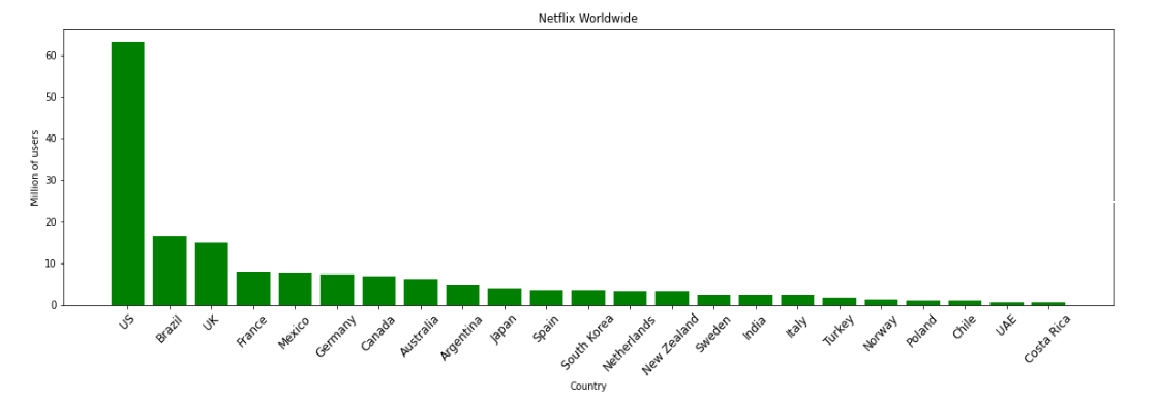 Netflix Worldwide
Million of users
60
50
40
30
20
10
0
US
Brazil
UK
France
Mexico
Germany
Canada
Australia
Argentina
Japan
Spain
South Korea
Netherlands
New Zealand
Sweden
India
Italy
Turkey
Norway
Poland
Chile
UAE
Costa Rica
Country